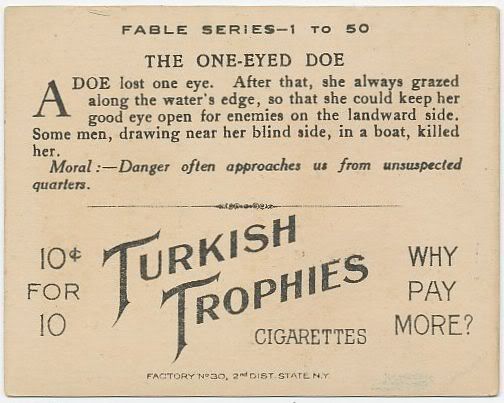 FABLE SERIES—1 TO 50
THE ONE-EYED DOE
A DOE lost one eye. After that, she always grazed
along the water's edge, so that she could keep her
good eye open for enemies on the landward side.
Some men, drawing near her blind side, in a boat, killed
her.
Moral:—Danger often approaches us from unsuspected
quarters.
10¢
FOR
10
TURKISH
TROPHIES
CIGARETTES
WHY
PAY
MORE?
FACTORY Nº 30, 2nd DIST. STATE N.Y.